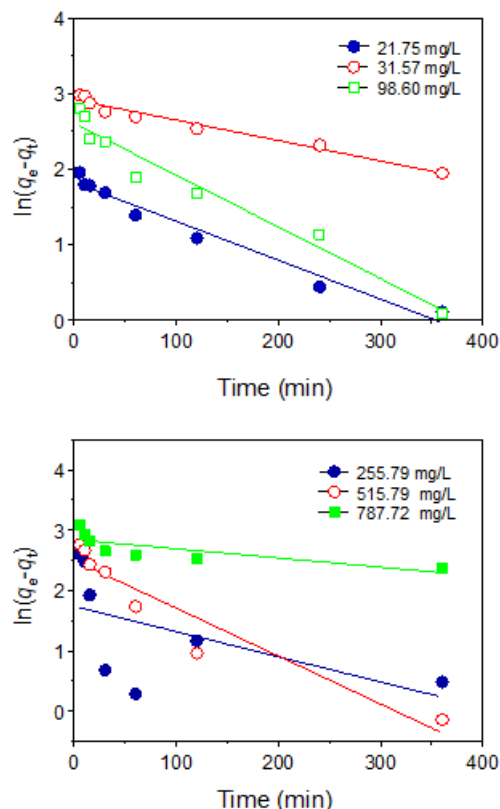 4
21.75 mg/L
31.57 mg/L
98.60 mg/L
3
2
1
0
ln(qe-qt)
0 100 200 300 400
Time (min)
4
255.79 mg/L
515.79 mg/L
787.72 mg/L
3
2
1
0
ln(qe-qt)
0 100 200 300 400
Time (min)